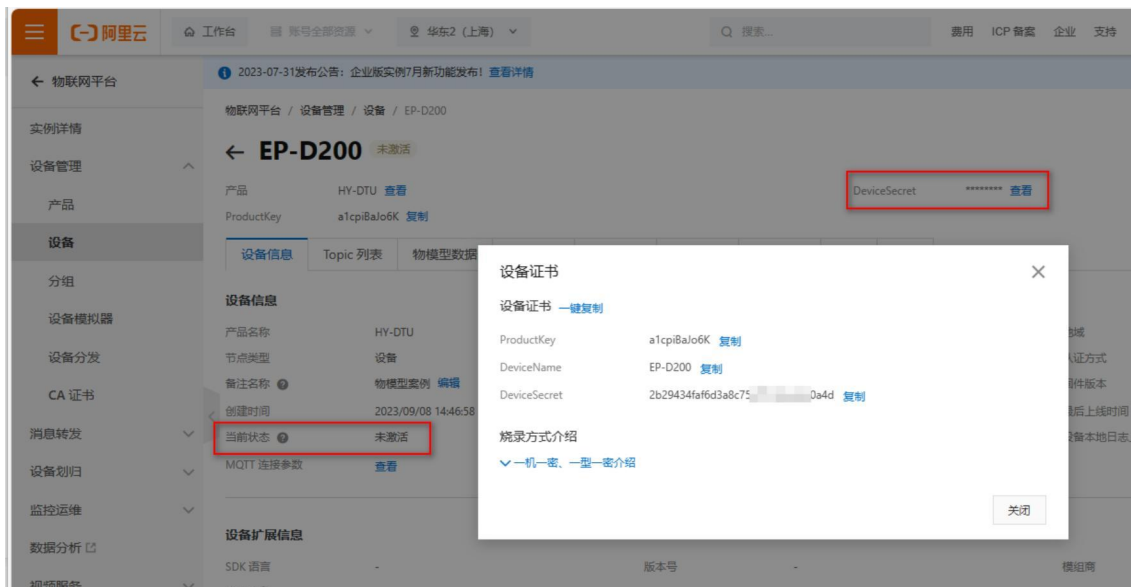 阿里云 工作台 账号全部资源 华东2（上海） 搜索... 费用 ICP 备案 企业 支持
物联网平台
2023-07-31发布公告：企业版实例7月新功能发布！查看详情
物联网平台 / 设备管理 / 设备 / EP-D200
实例详情
EP-D200 未激活
设备管理
产品 HY-DTU 查看 DeviceSecret ******** 查看
产品
ProductKey a1cpiBaJo6K 复制
设备
设备信息 Topic 列表 物模型数据
分组
设备模拟器
设备分发
CA 证书
消息转发
设备划归
监控运维
数据分析
视频服务
设备信息
产品名称 HY-DTU
节点类型 设备
备注名称 物模型案例 编辑
创建时间 2023/09/08 14:46:58
当前状态 未激活
MQTT 连接参数 查看
设备证书
设备证书 一键复制
ProductKey a1cpiBaJo6K 复制
DeviceName EP-D200 复制
DeviceSecret 2b29434faf6d3a8c75 0a4d 复制
烧录方式介绍
一机一密、一型一密介绍
关闭
地域
认证方式
固件版本
最后上线时间
设备本地日志
设备扩展信息
SDK 语言 - 版本号 - 模组商